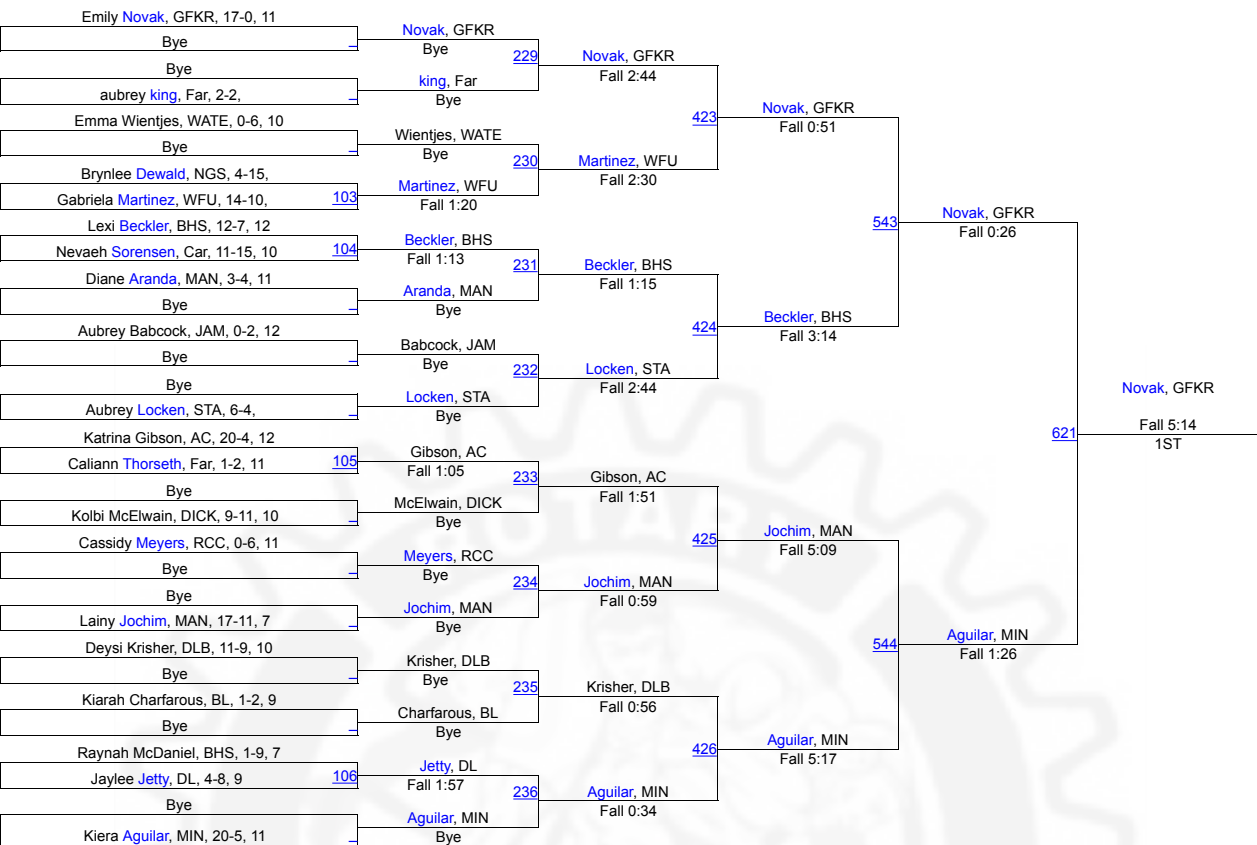 Emily Novak, GFKR, 17-0, 11
Bye
Bye
aubrey king, Far, 2-2,
Emma Wientjes, WATE, 0-6, 10
Bye
Brynlee Dewald, NGS, 4-15,
Gabriela Martinez, WFU, 14-10,
103
Lexi Beckler, BHS, 12-7, 12
Nevaeh Sorensen, Car, 11-15, 10
104
Diane Aranda, MAN, 3-4, 11
Bye
Aubrey Babcock, JAM, 0-2, 12
Bye
Bye
Aubrey Locken, STA, 6-4,
Katrina Gibson, AC, 20-4, 12
Caliann Thorseth, Far, 1-2, 11
105
Bye
Kolbi McElwain, DICK, 9-11, 10
Cassidy Meyers, RCC, 0-6, 11
Bye
Bye
Lainy Jochim, MAN, 17-11, 7
Deysi Krisher, DLB, 11-9, 10
Bye
Kiarah Charfarous, BL, 1-2, 9
Bye
Raynah McDaniel, BHS, 1-9, 7
Jaylee Jetty, DL, 4-8, 9
106
Bye
Kiera Aguilar, MIN, 20-5, 11
Novak, GFKR
Bye
229
king, Far
Bye
Wientjes, WATE
Bye
230
Martinez, WFU
Fall 1:20
Beckler, BHS
Fall 1:13
231
Aranda, MAN
Bye
Babcock, JAM
Bye
232
Locken, STA
Bye
Gibson, AC
Fall 1:05
233
McElwain, DICK
Bye
Meyers, RCC
Bye
234
Jochim, MAN
Bye
Krisher, DLB
Bye
235
Charfarous, BL
Bye
Jetty, DL
Fall 1:57
236
Aguilar, MIN
Bye
Novak, GFKR
Fall 2:44
423
Martinez, WFU
Fall 2:30
Beckler, BHS
Fall 1:15
424
Locken, STA
Fall 2:44
Gibson, AC
Fall 1:51
425
Jochim, MAN
Fall 0:59
Krisher, DLB
Fall 0:56
426
Aguilar, MIN
Fall 0:34
Novak, GFKR
Fall 0:51
543
Beckler, BHS
Fall 3:14
Jochim, MAN
Fall 5:09
544
Aguilar, MIN
Fall 5:17
Novak, GFKR
Fall 0:26
621
Aguilar, MIN
Fall 1:26
Novak, GFKR
Fall 5:14
1ST